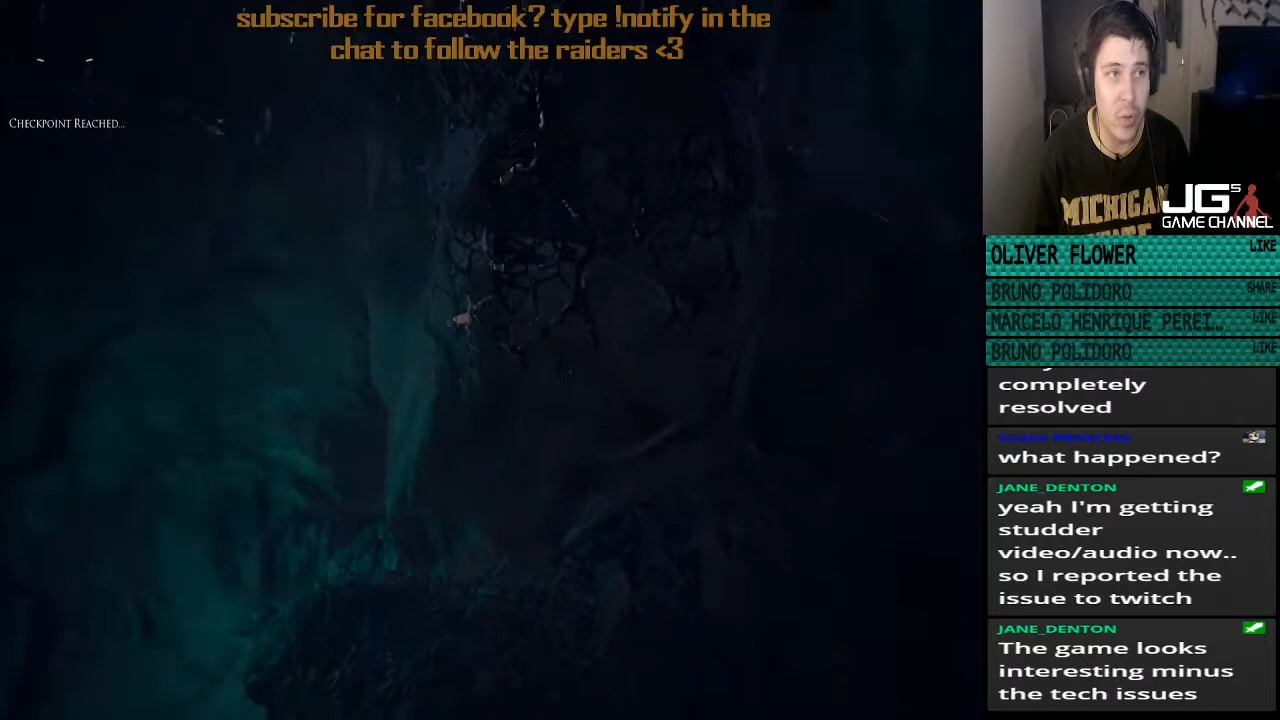 subscribe for facebook? type !notify in the
chat to follow the raiders <3
CHECKPOINT REACHED...
MICHIGAN
STATE
JG5
GAME CHANNEL
OLIVER FLOWER LIKE
BRUNO POLIDORO SHARE
MARCELO HENRIQUE PEREI... LIKE
BRUNO POLIDORO LIKE
completely
resolved
what happened?
JANE_DENTON
yeah I'm getting
studder
video/audio now..
so I reported the
issue to twitch
JANE_DENTON
The game looks
interesting minus
the tech issues